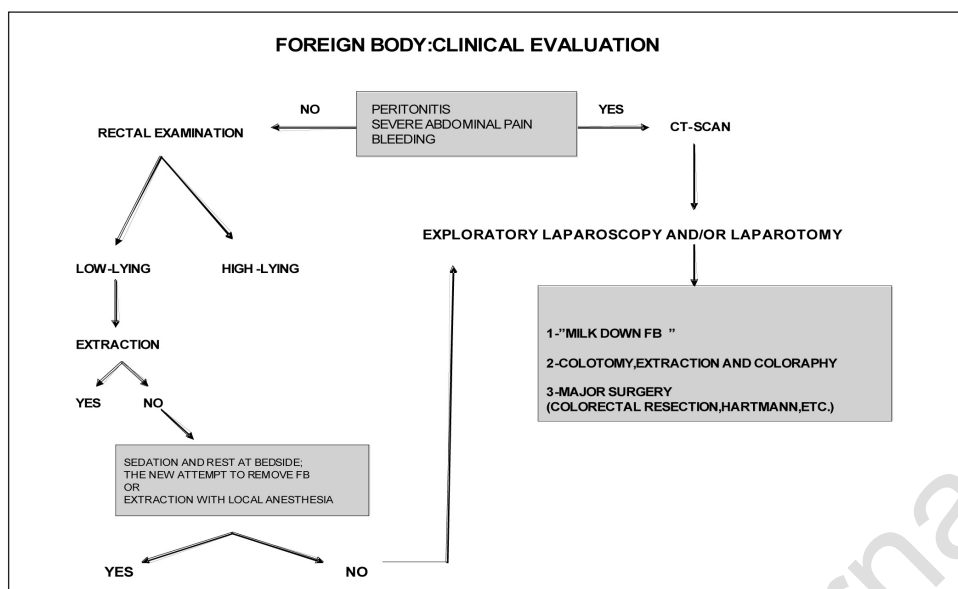 FOREIGN BODY:CLINICAL EVALUATION
NO
PERITONITIS
SEVERE ABDOMINAL PAIN
BLEEDING
YES
RECTAL EXAMINATION
CT-SCAN
EXPLORATORY LAPAROSCOPY AND/OR LAPAROTOMY
LOW-LYING
HIGH -LYING
1-"MILK DOWN FB "
2-COLOTOMY,EXTRACTION AND COLORAPHY
3-MAJOR SURGERY
(COLORECTAL RESECTION,HARTMANN,ETC.)
EXTRACTION
YES
NO
SEDATION AND REST AT BEDSIDE;
THE NEW ATTEMPT TO REMOVE FB
OR
EXTRACTION WITH LOCAL ANESTHESIA
YES
NO